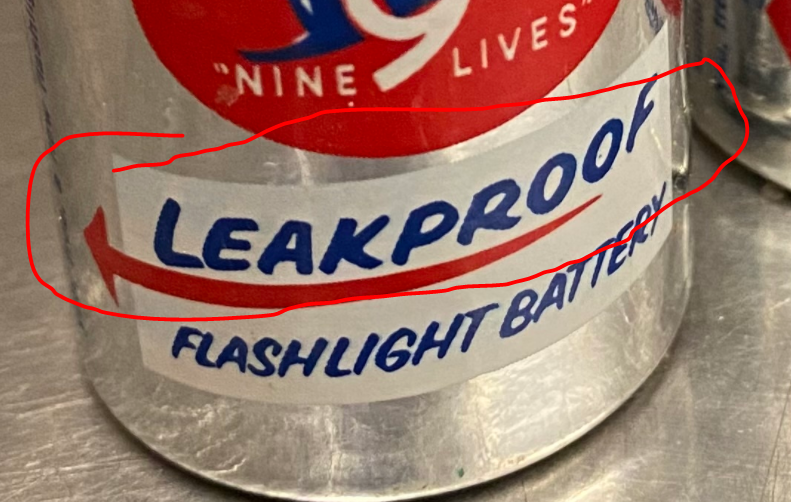 9
"NINE LIVES"
LEAKPROOF
FLASHLIGHT BATTERY